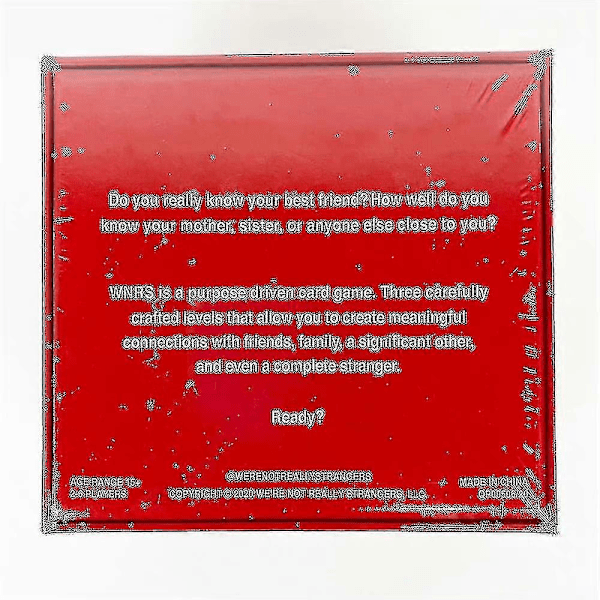 Do you really know your best friend? How well do you
know your mother, sister, or anyone else close to you?
WNRS is a purpose driven card game. Three carefully
crafted levels that allow you to create meaningful
connections with friends, family, a significant other,
and even a complete stranger.
Ready?
@WERENOTREALLYSTRANGERS
AGE RANGE 15+
2-6 PLAYERS
COPYRIGHT © 2020 WE'RE NOT REALLY STRANGERS, LLC
MADE IN CHINA